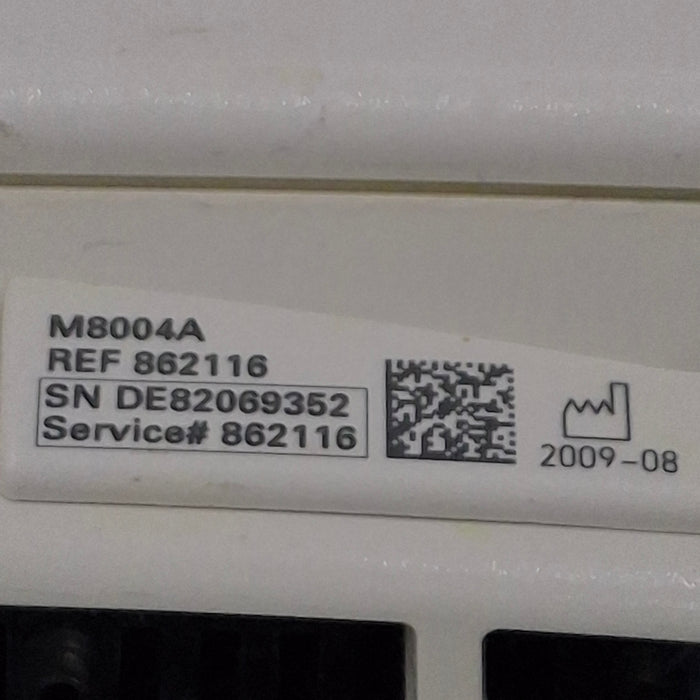 M8004A
REF 862116
SN DE82069352
Service# 862116
2009-08